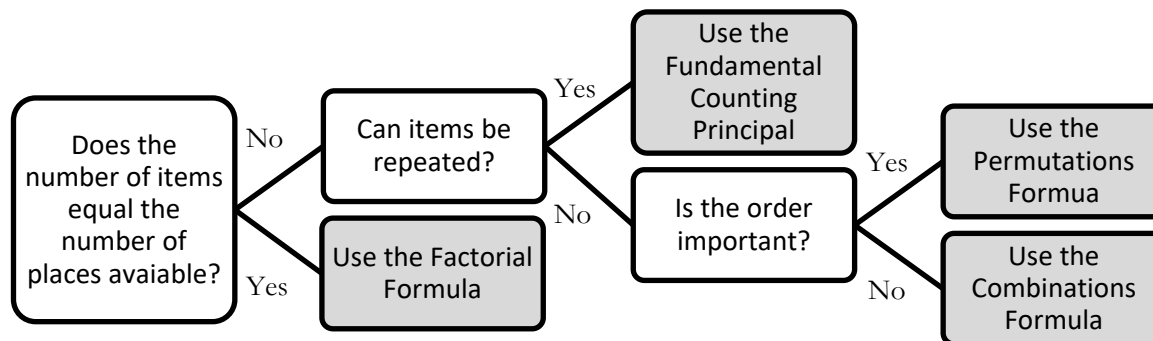 Does the
number of items
equal the
number of
places avaiable?
No
Yes
Can items be
repeated?
Use the Factorial
Formula
Yes
No
Use the
Fundamental
Counting
Principal
Is the order
important?
Yes
No
Use the
Permutations
Formua
Use the
Combinations
Formula